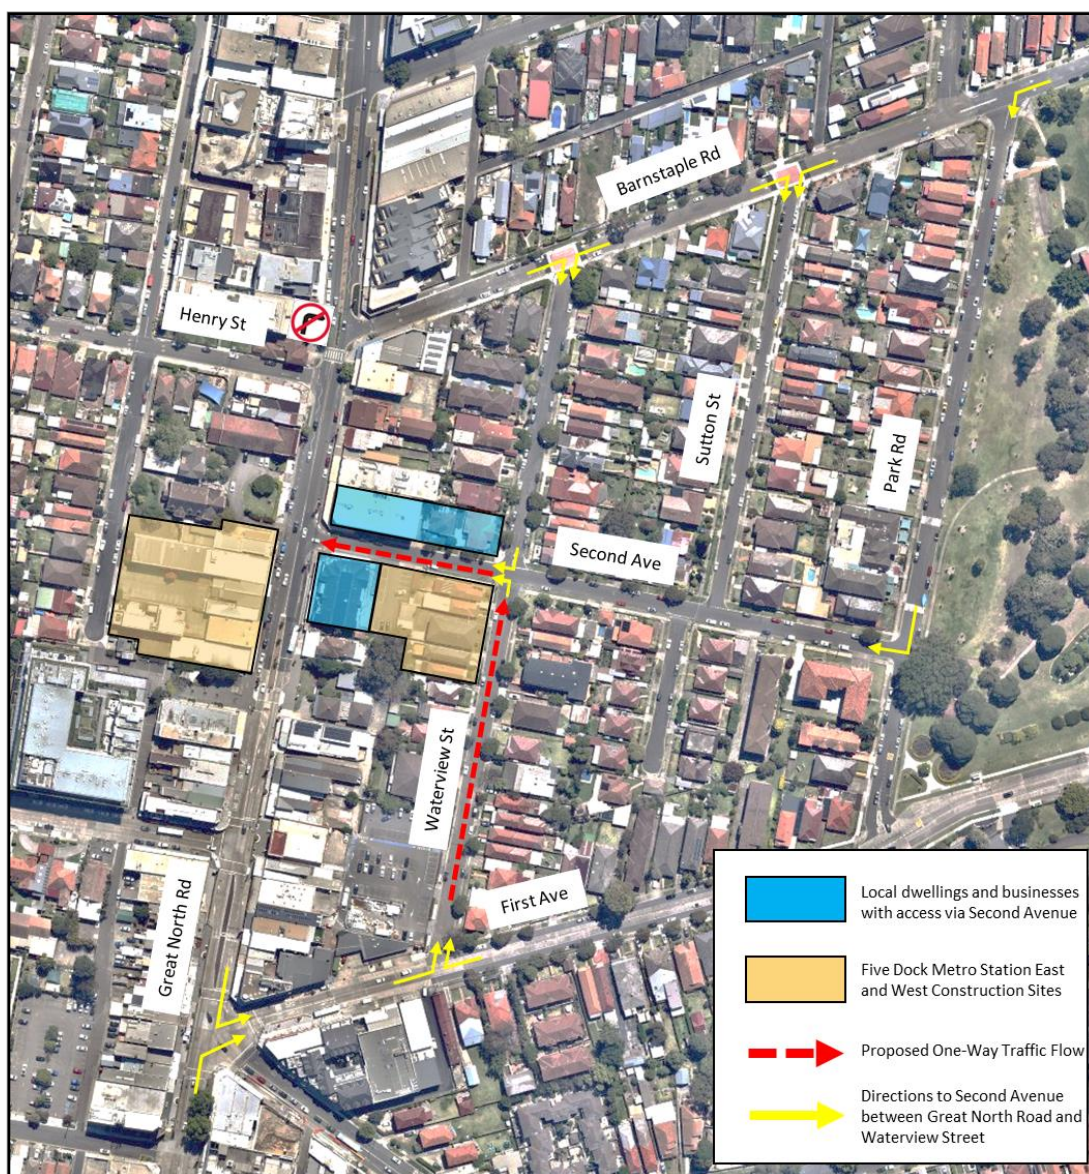 Barnstaple Rd
Henry St
Sutton St
Park Rd
Second Ave
Waterview St
First Ave
Great North Rd
Local dwellings and businesses
with access via Second Avenue
Five Dock Metro Station East
and West Construction Sites
Proposed One-Way Traffic Flow
Directions to Second Avenue
between Great North Road and
Waterview Street